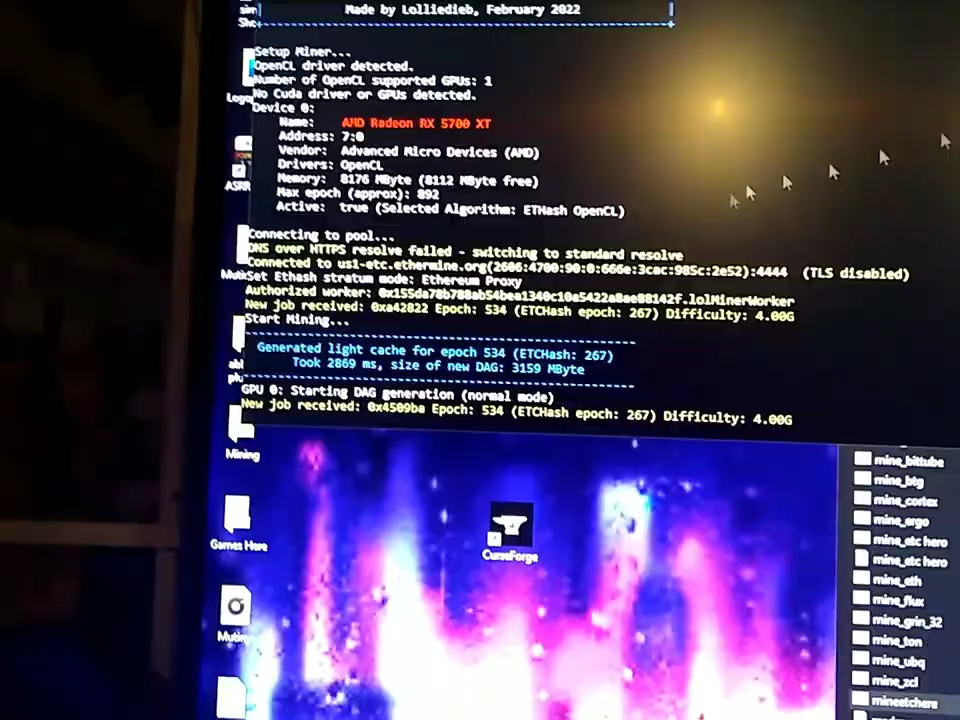 Made by Lolliedieb, February 2022
Setup Miner...
OpenCL driver detected.
Number of OpenCL supported GPUs: 1
No Cuda driver or GPUs detected.
Device 0:
Name: AMD Radeon RX 5700 XT
Address: 7:0
Vendor: Advanced Micro Devices (AMD)
Drivers: OpenCL
Memory: 8176 MByte (8112 MByte free)
Max epoch (approx): 892
Active: true (Selected Algorithm: ETHash OpenCL)
Connecting to pool...
DNS over HTTPS resolve failed - switching to standard resolve
Connected to us1-etc.ethermine.org(2606:4700:90:0:666e:3cac:985c:2e52):4444 (TLS disabled)
Set Ethash stratum mode: Ethereum Proxy
Authorized worker: 0x155da78b788ab54bea1340c10a5422a8ae88142f.lolMinerWorker
New job received: 0xa42822 Epoch: 534 (ETCHash epoch: 267) Difficulty: 4.00G
Start Mining...
Generated light cache for epoch 534 (ETCHash: 267)
Took 2869 ms, size of new DAG: 3159 MByte
GPU 0: Starting DAG generation (normal mode)
New job received: 0x4509ba Epoch: 534 (ETCHash epoch: 267) Difficulty: 4.00G
Mining
Games Here
CurseForge
mine_bittube
mine_btg
mine_cortex
mine_ergo
mine_etc hero
mine_etc hero
mine_eth
mine_flux
mine_grin_32
mine_ton
mine_ubq
mine_zcl
mineetchere